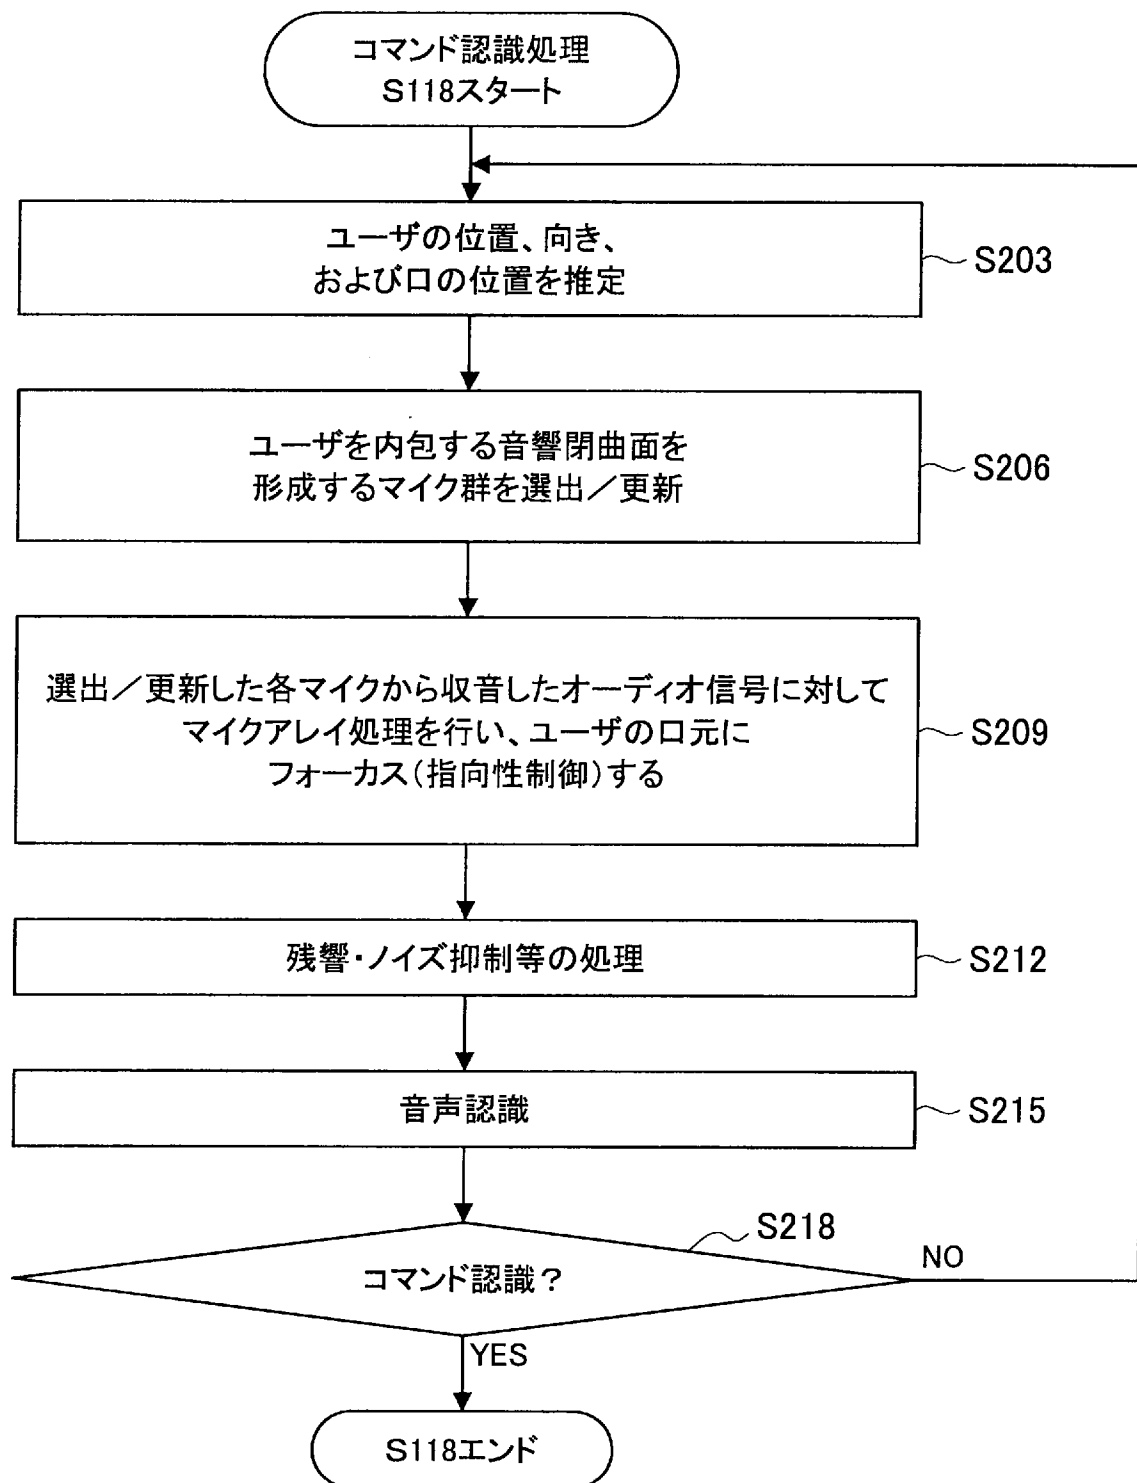 コマンド認識処理
S118スタート
ユーザの位置、向き、
および口の位置を推定
S203
ユーザを内包する音響閉曲面を
形成するマイク群を選出／更新
S206
選出／更新した各マイクから収音したオーディオ信号に対して
マイクアレイ処理を行い、ユーザの口元に
フォーカス（指向性制御）する
S209
残響・ノイズ抑制等の処理
S212
音声認識
S215
S218
コマンド認識？
NO
YES
S118エンド